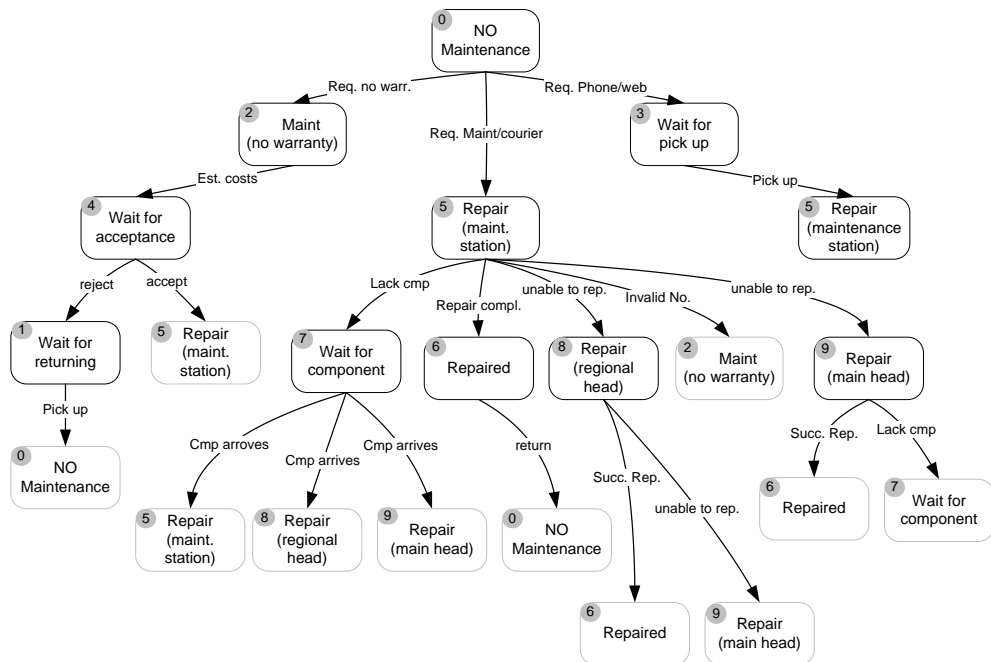 0
NO
Maintenance
Req. no warr.
Req. Phone/web
Req. Maint/courier
2
Maint
(no warranty)
3
Wait for
pick up
Est. costs
Pick up
4
Wait for
acceptance
5
Repair
(maint.
station)
5
Repair
(maintenance
station)
reject
accept
Lack cmp
Repair compl.
unable to rep.
Invalid No.
unable to rep.
1
Wait for
returning
5
Repair
(maint.
station)
7
Wait for
component
6
Repaired
8
Repair
(regional
head)
2
Maint
(no warranty)
9
Repair
(main head)
Pick up
Cmp arroves
Cmp arrives
Cmp arrives
return
Succ. Rep.
unable to rep.
Succ. Rep.
Lack cmp
0
NO
Maintenance
5
Repair
(maint.
station)
8
Repair
(regional
head)
9
Repair
(main head)
0
NO
Maintenance
6
Repaired
7
Wait for
component
6
Repaired
9
Repair
(main head)